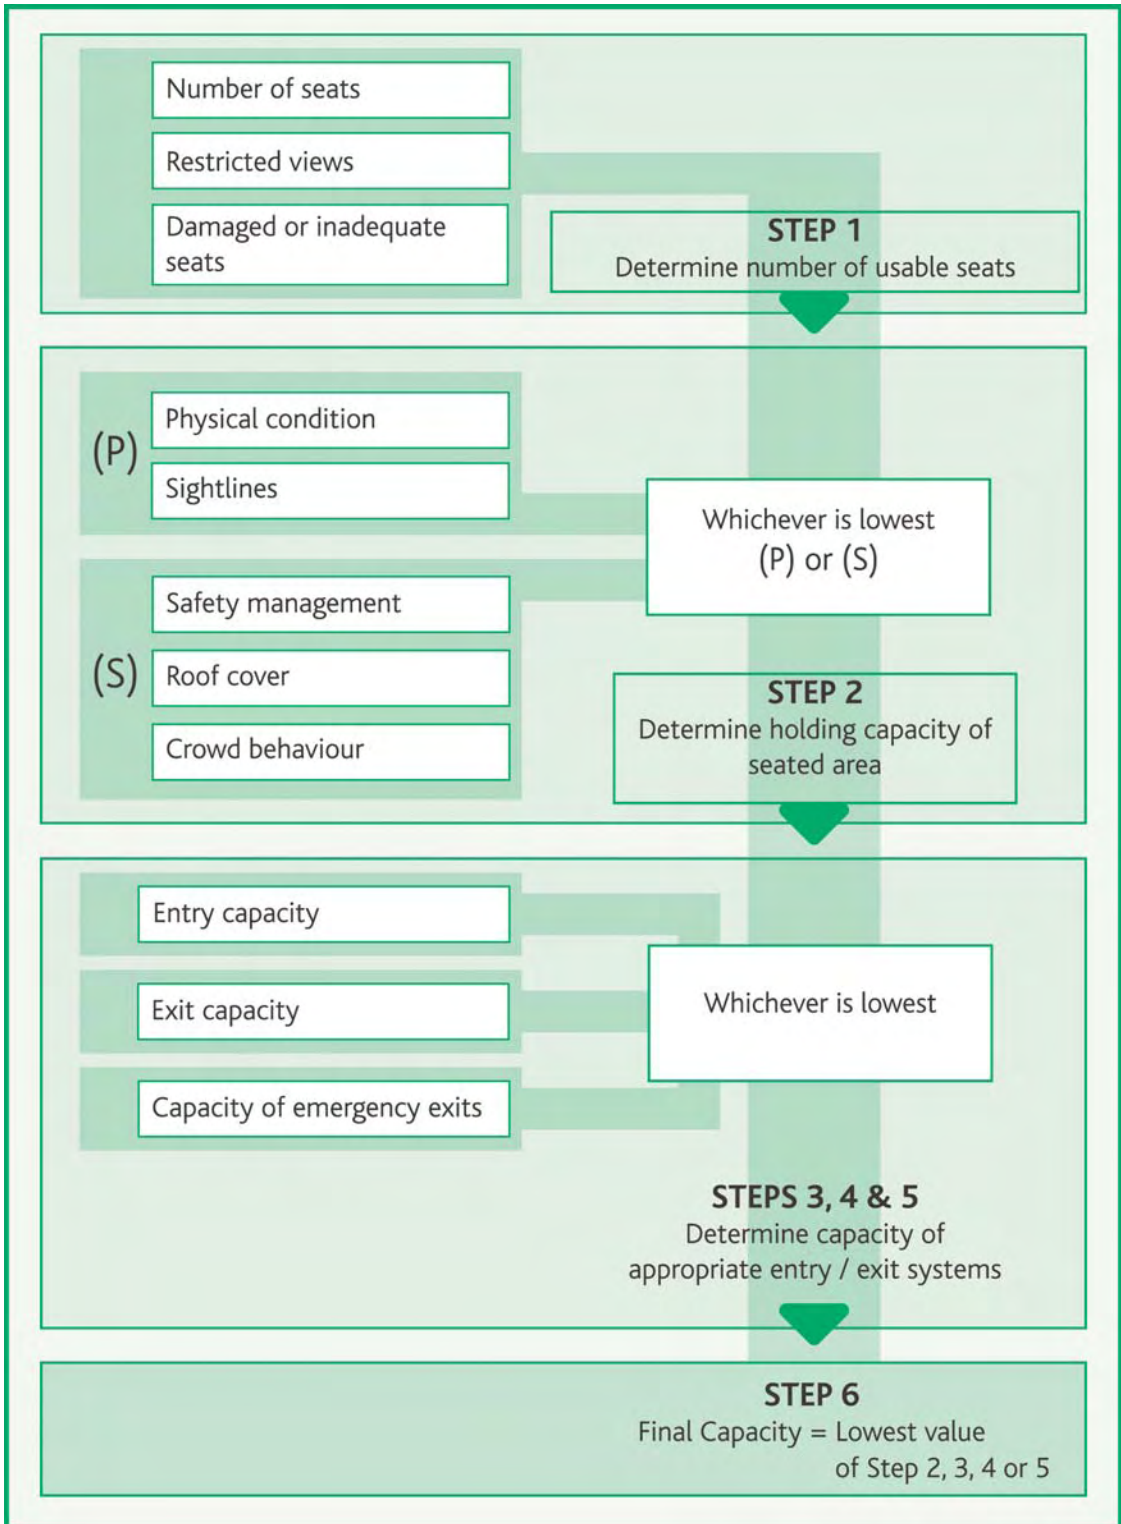 Number of seats
Restricted views
Damaged or inadequate
seats
STEP 1
Determine number of usable seats
(P)
Physical condition
Sightlines
Whichever is lowest
(P) or (S)
(S)
Safety management
Roof cover
Crowd behaviour
STEP 2
Determine holding capacity of
seated area
Entry capacity
Exit capacity
Capacity of emergency exits
Whichever is lowest
STEPS 3, 4 & 5
Determine capacity of
appropriate entry / exit systems
STEP 6
Final Capacity = Lowest value
of Step 2, 3, 4 or 5